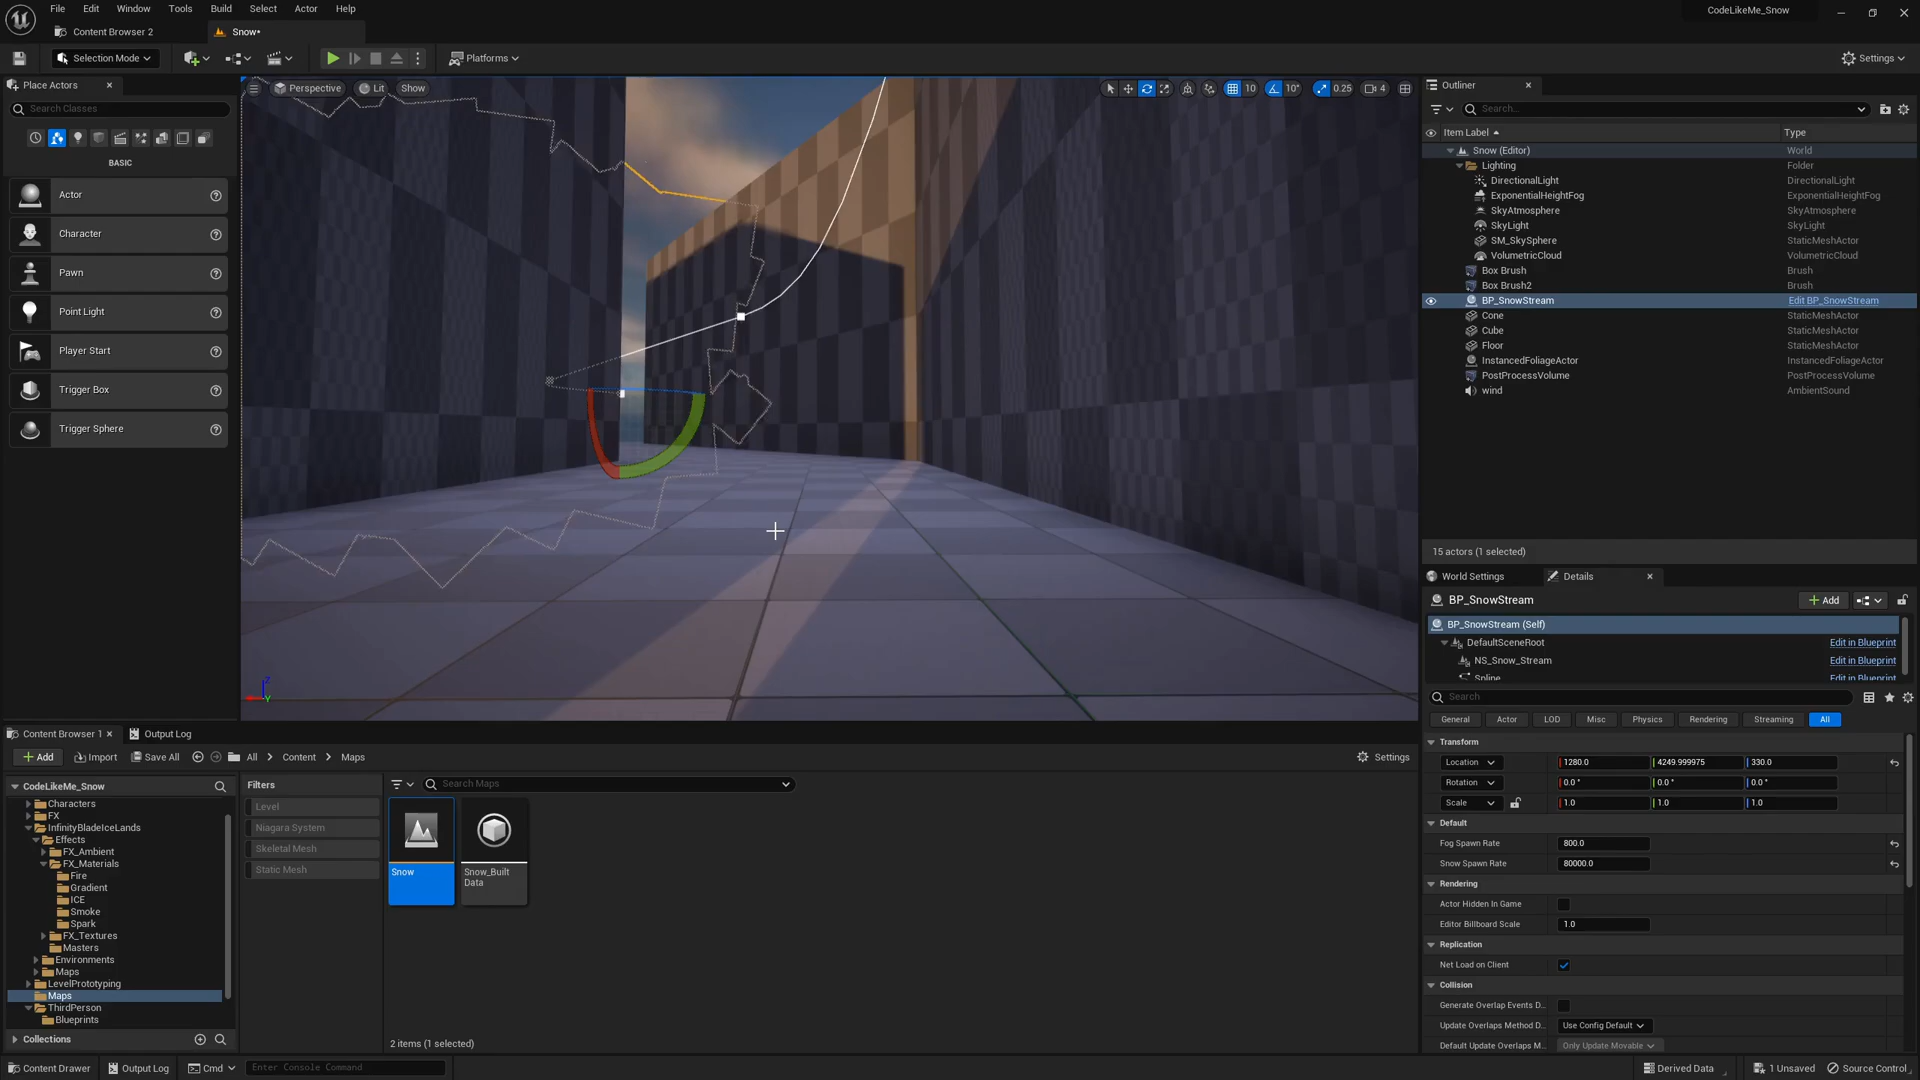 File Edit Window Tools Build Select Actor Help
CodeLikeMe_Snow
Content Browser 2
Snow•
Selection Mode
Platforms
Settings
Place Actors
Search Classes
BASIC
Actor
Character
Pawn
Point Light
Player Start
Trigger Box
Trigger Sphere
Perspective
Lit
Show
10
10°
0.25
4
Outliner
Search...
Item Label
Type
Snow (Editor)
World
Lighting
Folder
DirectionalLight
DirectionalLight
ExponentialHeightFog
ExponentialHeightFog
SkyAtmosphere
SkyAtmosphere
SkyLight
SkyLight
SM_SkySphere
StaticMeshActor
VolumetricCloud
VolumetricCloud
Box Brush
Brush
Box Brush2
Brush
BP_SnowStream
Edit BP_SnowStream
Cone
StaticMeshActor
Cube
StaticMeshActor
Floor
StaticMeshActor
InstancedFoliageActor
InstancedFoliageActor
PostProcessVolume
PostProcessVolume
wind
AmbientSound
15 actors (1 selected)
World Settings
Details
BP_SnowStream
Add
BP_SnowStream (Self)
DefaultSceneRoot
Edit in Blueprint
NS_Snow_Stream
Edit in Blueprint
Spline
Edit in Blueprint
Search
General
Actor
LOD
Misc
Physics
Rendering
Streaming
All
Transform
Location
1280.0
4249.999975
330.0
Rotation
0.0 °
0.0 °
0.0 °
Scale
1.0
1.0
1.0
Default
Fog Spawn Rate
800.0
Snow Spawn Rate
80000.0
Rendering
Actor Hidden In Game
Editor Billboard Scale
1.0
Replication
Net Load on Client
Collision
Generate Overlap Events D...
Update Overlaps Method D...
Use Config Default
Default Update Overlaps M...
Only Update Movable
Z
Y
Content Browser 1
Output Log
Add
Import
Save All
All
Content
Maps
Settings
CodeLikeMe_Snow
Characters
FX
InfinityBladeIceLands
Effects
FX_Ambient
FX_Materials
Fire
Gradient
ICE
Smoke
Spark
FX_Textures
Masters
Environments
Maps
LevelPrototyping
Maps
ThirdPerson
Blueprints
Collections
Filters
Level
Niagara System
Skeletal Mesh
Static Mesh
Search Maps
Snow
Snow_Built
Data
2 items (1 selected)
Content Drawer
Output Log
Cmd
Enter Console Command
Derived Data
1 Unsaved
Source Control